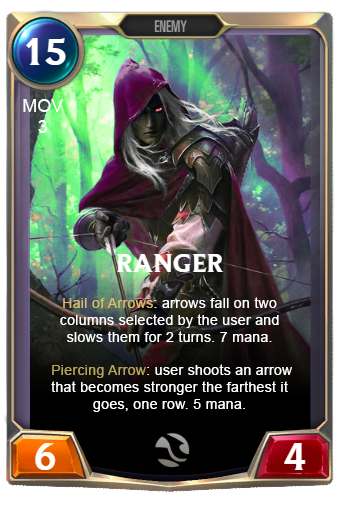 ENEMY
15
MOV
3
RANGER
Hail of Arrows: arrows fall on two
columns selected by the user and
slows them for 2 turns. 7 mana.
Piercing Arrow: user shoots an arrow
that becomes stronger the farthest it
goes, one row. 5 mana.
6
4